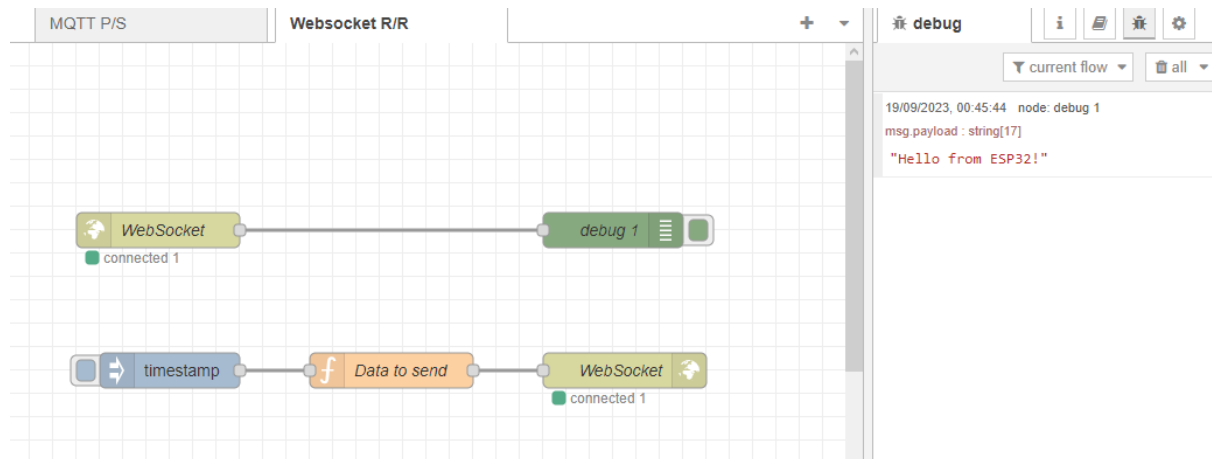 MQTT P/S
Websocket R/R
debug
i
current flow
all
19/09/2023, 00:45:44 node: debug 1
msg.payload : string[17]
"Hello from ESP32!"
WebSocket
debug 1
connected 1
timestamp
Data to send
WebSocket
connected 1